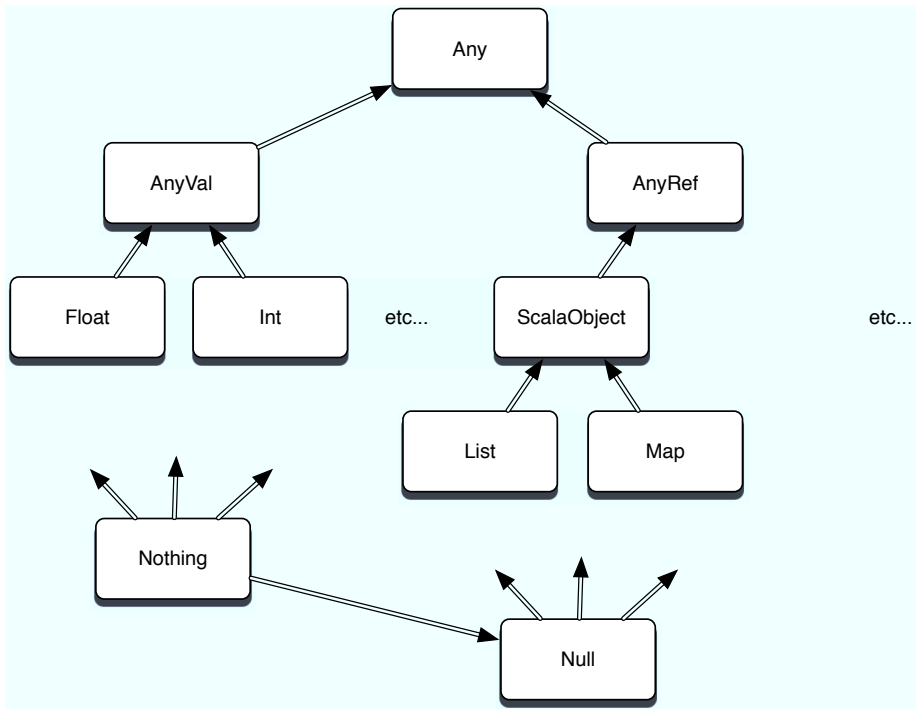 Any
AnyVal
AnyRef
Float
Int
etc...
ScalaObject
etc...
List
Map
Nothing
Null